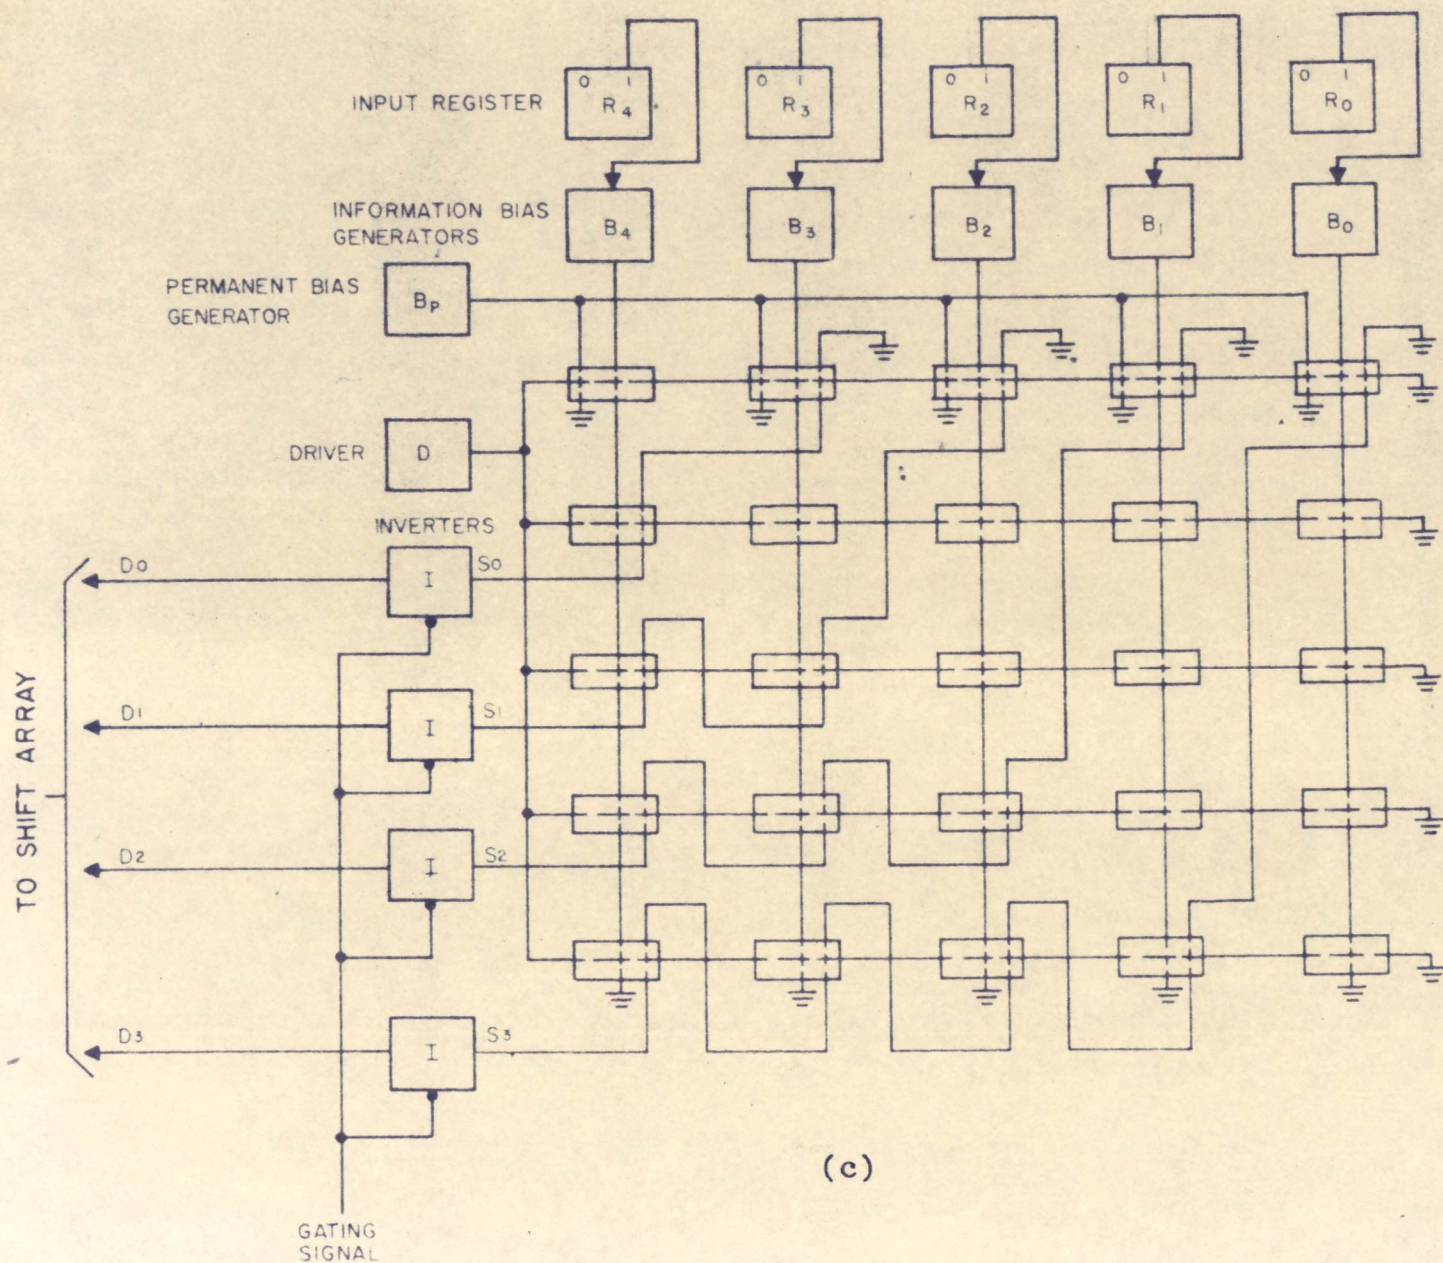 INPUT REGISTER
0 1
R4
0 1
R3
0 1
R2
0 1
R1
0 1
R0
INFORMATION BIAS
GENERATORS
B4
B3
B2
B1
B0
PERMANENT BIAS
GENERATOR
BP
DRIVER
D
INVERTERS
D0
I
S0
D1
I
S1
D2
I
S2
D3
I
S3
TO SHIFT ARRAY
GATING
SIGNAL
(c)